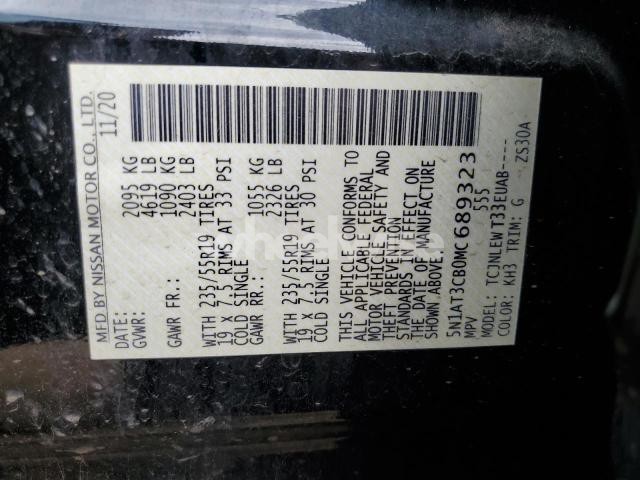 MFD BY NISSAN MOTOR CO., LTD.
DATE: 11/20
GVWR: 2095 KG
4619 LB
GAWR FR.: 1090 KG
2403 LB
WITH 235/55R19 TIRES
19 X 7.5 RIMS AT 33 PSI
COLD SINGLE
GAWR RR.: 1055 KG
2326 LB
WITH 235/55R19 TIRES
19 X 7.5 RIMS AT 30 PSI
COLD SINGLE
THIS VEHICLE CONFORMS TO
ALL APPLICABLE FEDERAL
MOTOR VEHICLE SAFETY AND
THEFT PREVENTION
STANDARDS IN EFFECT ON
THE DATE OF MANUFACTURE
SHOWN ABOVE.
5N1AT3CB0MC689323
MPV 555
MODEL: TCJNLEW T33EUAB-----
COLOR: KH3 TRIM: G ZS30A